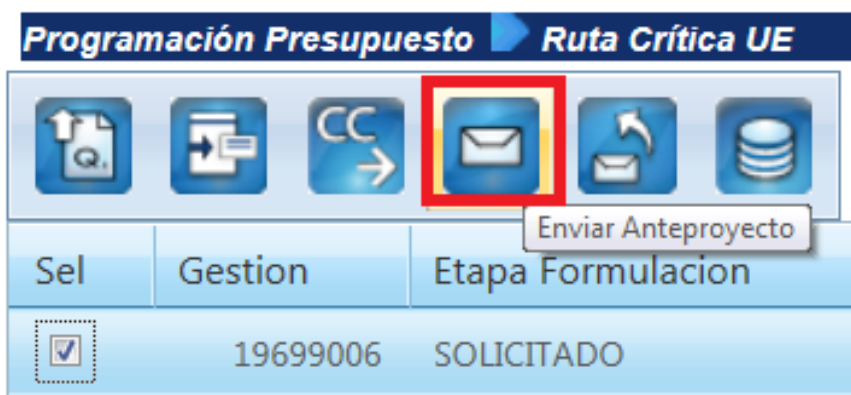 Programación Presupuesto Ruta Crítica UE
Q.
CC
Enviar Anteproyecto
Sel Gestion Etapa Formulacion
19699006 SOLICITADO